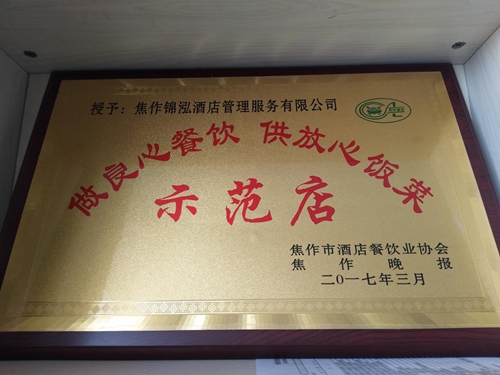 授予：焦作锦泓酒店管理服务有限公司
做良心餐饮 供放心饭菜
示范店
焦作市酒店餐饮业协会
焦作晚报
二〇一七年三月